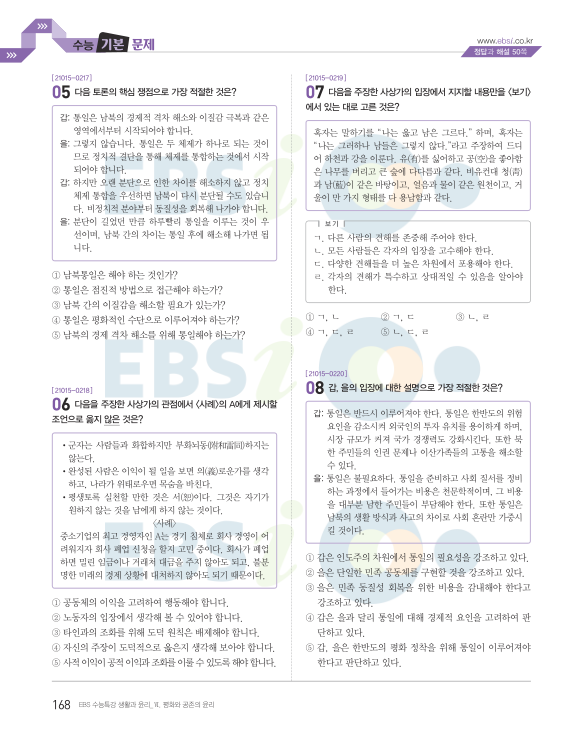 수능 기본 문제
www.ebsi.co.kr
정답과 해설 50쪽
[21015-0217]
05 다음 토론의 핵심 쟁점으로 가장 적절한 것은?
갑: 통일은 남북의 경제적 격차 해소와 이질감 극복과 같은
영역에서부터 시작되어야 합니다.
을: 그렇지 않습니다. 통일은 두 체제가 하나로 되는 것이
므로 정치적 결단을 통해 체제를 통합하는 것에서 시작
되어야 합니다.
갑: 하지만 오랜 분단으로 인한 차이를 해소하지 않고 정치
체제 통합을 우선하면 남북이 다시 분단될 수도 있습니
다. 비정치적 분야부터 동질성을 회복해 나가야 합니다.
을: 분단이 길었던 만큼 하루빨리 통일을 이루는 것이 우
선이며, 남북 간의 차이는 통일 후에 해소해 나가면 됩
니다.
① 남북통일은 해야 하는 것인가?
② 통일은 점진적 방법으로 접근해야 하는가?
③ 남북 간의 이질감을 해소할 필요가 있는가?
④ 통일은 평화적인 수단으로 이루어져야 하는가?
⑤ 남북의 경제 격차 해소를 위해 통일해야 하는가?
[21015-0218]
06 다음을 주장한 사상가의 관점에서 <사례>의 A에게 제시할
조언으로 옳지 않은 것은?
• 군자는 사람들과 화합하지만 부화뇌동(附和雷同)하지는
않는다.
• 완성된 사람은 이익이 될 일을 보면 의(義)로운가를 생각
하고, 나라가 위태로우면 목숨을 바친다.
• 평생토록 실천할 만한 것은 서(恕)이다. 그것은 자기가
원하지 않는 것을 남에게 하지 않는 것이다.
<사례>
중소기업의 최고 경영자인 A는 경기 침체로 회사 경영이 어
려워지자 회사 폐업 신청을 할지 고민 중이다. 회사가 폐업
하면 밀린 임금이나 거래처 대금을 주지 않아도 되고, 불분
명한 미래의 경제 상황에 대처하지 않아도 되기 때문이다.
① 공동체의 이익을 고려하여 행동해야 합니다.
② 노동자의 입장에서 생각해 볼 수 있어야 합니다.
③ 타인과의 조화를 위해 도덕 원칙은 배제해야 합니다.
④ 자신의 주장이 도덕적으로 옳은지 생각해 보아야 합니다.
⑤ 사적 이익이 공적 이익과 조화를 이룰 수 있도록 해야 합니다.
[21015-0219]
07 다음을 주장한 사상가의 입장에서 지지할 내용만을 <보기>
에서 있는 대로 고른 것은?
혹자는 말하기를 “나는 옳고 남은 그르다.” 하며, 혹자는
“나는 그러하나 남들은 그렇지 않다.”라고 주장하여 드디
어 하천과 강을 이룬다. 유(有)를 싫어하고 공(空)을 좋아함
은 나무를 버리고 큰 숲에 다다름과 같다. 비유컨대 청(靑)
과 남(藍)이 같은 바탕이고, 얼음과 물이 같은 원천이고, 거
울이 만 가지 형태를 다 용납함과 같다.
보기
ㄱ. 다른 사람의 견해를 존중해 주어야 한다.
ㄴ. 모든 사람들은 각자의 입장을 고수해야 한다.
ㄷ. 다양한 견해들을 더 높은 차원에서 포용해야 한다.
ㄹ. 각자의 견해가 특수하고 상대적일 수 있음을 알아야
한다.
① ㄱ, ㄴ ② ㄱ, ㄷ ③ ㄴ, ㄹ
④ ㄱ, ㄷ, ㄹ ⑤ ㄴ, ㄷ, ㄹ
[21015-0220]
08 갑, 을의 입장에 대한 설명으로 가장 적절한 것은?
갑: 통일은 반드시 이루어져야 한다. 통일은 한반도의 위험
요인을 감소시켜 외국인의 투자 유치를 용이하게 하며,
시장 규모가 커져 국가 경쟁력도 강화시킨다. 또한 북
한 주민들의 인권 문제나 이산가족들의 고통을 해소할
수 있다.
을: 통일은 불필요하다. 통일을 준비하고 사회 질서를 정비
하는 과정에서 들어가는 비용은 천문학적이며, 그 비용
을 대부분 남한 주민들이 부담해야 한다. 또한 통일은
남북의 생활 방식과 사고의 차이로 사회 혼란만 가중시
킬 것이다.
① 갑은 인도주의 차원에서 통일의 필요성을 강조하고 있다.
② 을은 단일한 민족 공동체를 구현할 것을 강조하고 있다.
③ 을은 민족 동질성 회복을 위한 비용을 감내해야 한다고
강조하고 있다.
④ 갑은 을과 달리 통일에 대해 경제적 요인을 고려하여 판
단하고 있다.
⑤ 갑, 을은 한반도의 평화 정착을 위해 통일이 이루어져야
한다고 판단하고 있다.
168 EBS 수능특강 생활과 윤리_Ⅵ. 평화와 공존의 윤리
EBSi
EBSi